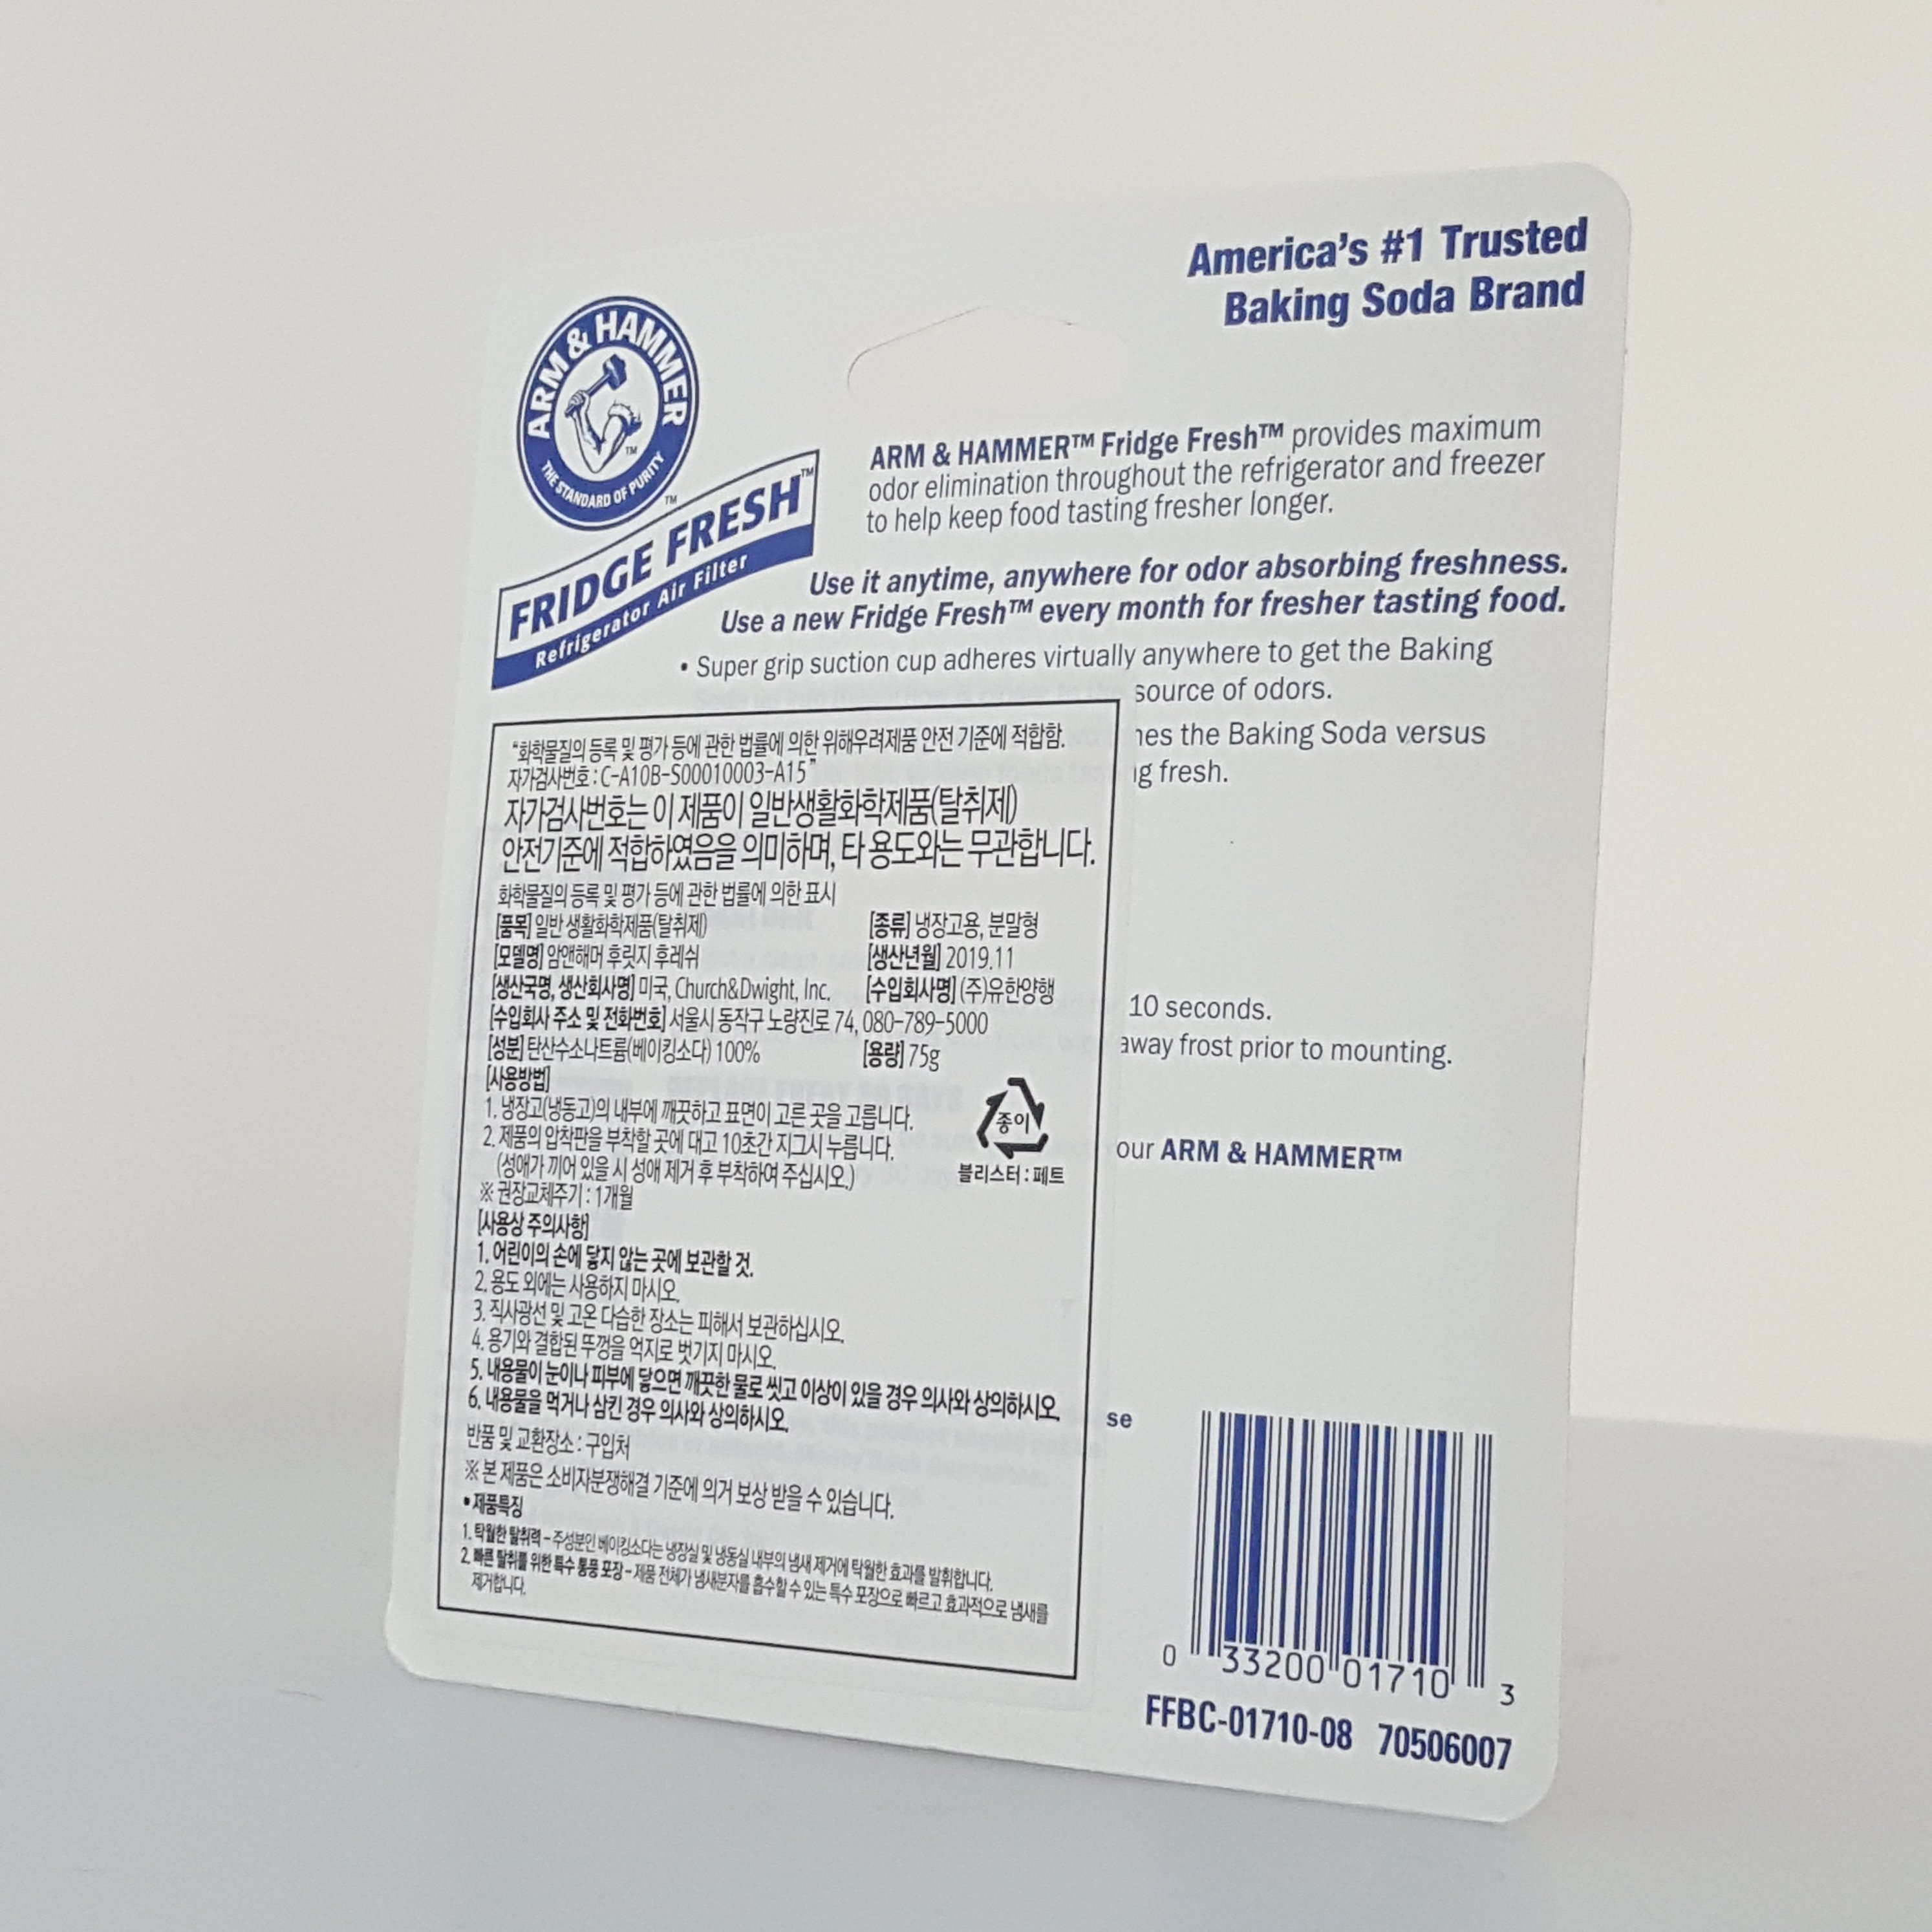 America's #1 Trusted
Baking Soda Brand
ARM & HAMMER
THE STANDARD OF PURITY
FRIDGE FRESH™
Refrigerator Air Filter
ARM & HAMMER™ Fridge Fresh™ provides maximum
odor elimination throughout the refrigerator and freezer
to help keep food tasting fresher longer.
Use it anytime, anywhere for odor absorbing freshness.
Use a new Fridge Fresh™ every month for fresher tasting food.
• Super grip suction cup adheres virtually anywhere to get the Baking
source of odors.
the Baking Soda versus
fresh.
10 seconds.
away frost prior to mounting.
ARM & HAMMER™
"화학물질의 등록 및 평가 등에 관한 법률에 의한 위해우려제품 안전 기준에 적합함.
자가검사번호 : C-A10B-S00010003-A15"
자가검사번호는 이 제품이 일반생활화학제품(탈취제)
안전기준에 적합하였음을 의미하며, 타 용도와는 무관합니다.
화학물질의 등록 및 평가 등에 관한 법률에 의한 표시
[품목] 일반 생활화학제품(탈취제) [종류] 냉장고용, 분말형
[모델명] 암앤해머 후릿지 후레쉬 [생산년월] 2019.11
[생산국명, 생산회사명] 미국, Church&Dwight, Inc. [수입회사명] (주)유한양행
[수입회사 주소 및 전화번호] 서울시 동작구 노량진로 74, 080-789-5000
[성분] 탄산수소나트륨(베이킹소다) 100% [용량] 75g
[사용방법]
1. 냉장고(냉동고)의 내부에 깨끗하고 표면이 고른 곳을 고릅니다.
2. 제품의 압착판을 부착할 곳에 대고 10초간 지그시 누릅니다.
(성애가 끼어 있을 시 성애 제거 후 부착하여 주십시오.)
※ 권장교체주기 : 1개월
종이
블리스터 : 페트
[사용상 주의사항]
1. 어린이의 손에 닿지 않는 곳에 보관할 것.
2. 용도 외에는 사용하지 마시오.
3. 직사광선 및 고온 다습한 장소는 피해서 보관하십시오.
4. 용기와 결합된 뚜껑을 억지로 벗기지 마시오.
5. 내용물이 눈이나 피부에 닿으면 깨끗한 물로 씻고 이상이 있을 경우 의사와 상의하시오.
6. 내용물을 먹거나 삼킨 경우 의사와 상의하시오.
반품 및 교환장소 : 구입처
※ 본 제품은 소비자분쟁해결 기준에 의거 보상 받을 수 있습니다.
• 제품특징
1. 탁월한 탈취력 - 주성분인 베이킹소다는 냉장실 및 냉동실 내부의 냄새 제거에 탁월한 효과를 발휘합니다.
2. 빠른 탈취를 위한 특수 통풍 포장 - 제품 전체가 냄새분자를 흡수할 수 있는 특수 포장으로 빠르고 효과적으로 냄새를
제거합니다.
0 33200 01710 3
FFBC-01710-08 70506007